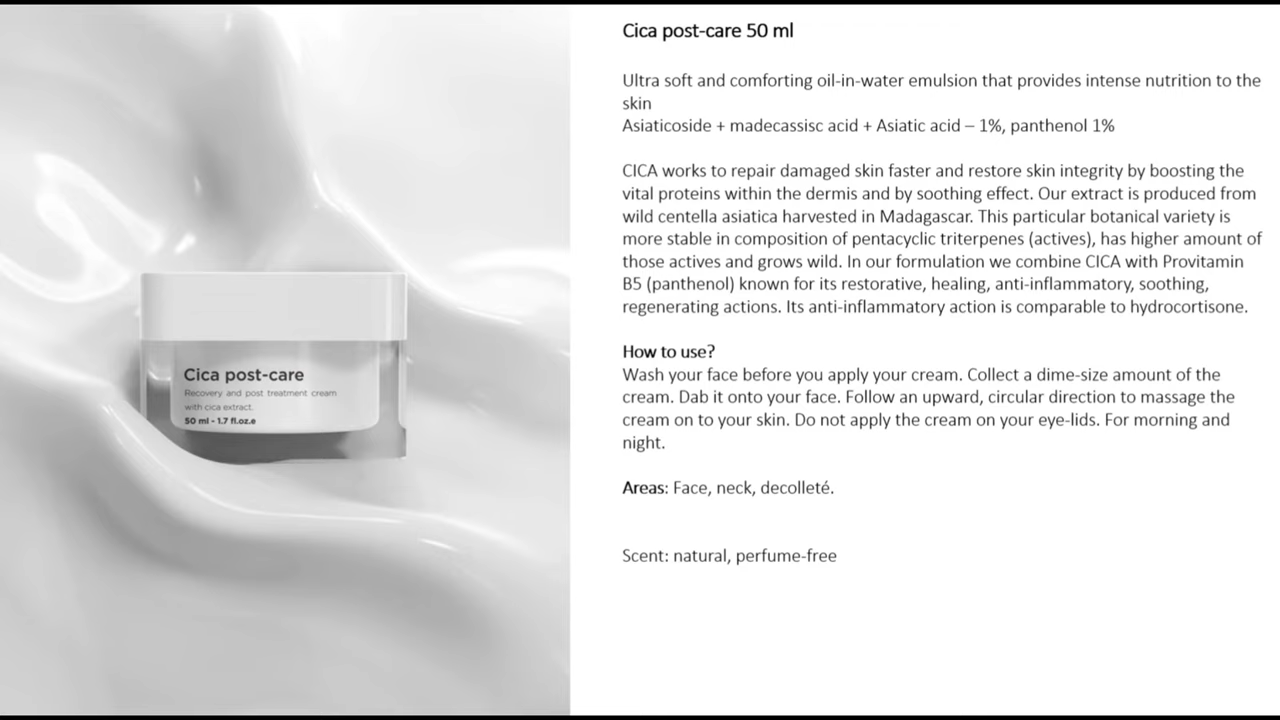 Cica post-care 50 ml
Ultra soft and comforting oil-in-water emulsion that provides intense nutrition to the
skin
Asiaticoside + madecassisc acid + Asiatic acid – 1%, panthenol 1%
CICA works to repair damaged skin faster and restore skin integrity by boosting the
vital proteins within the dermis and by soothing effect. Our extract is produced from
wild centella asiatica harvested in Madagascar. This particular botanical variety is
more stable in composition of pentacyclic triterpenes (actives), has higher amount of
those actives and grows wild. In our formulation we combine CICA with Provitamin
B5 (panthenol) known for its restorative, healing, anti-inflammatory, soothing,
regenerating actions. Its anti-inflammatory action is comparable to hydrocortisone.
How to use?
Wash your face before you apply your cream. Collect a dime-size amount of the
cream. Dab it onto your face. Follow an upward, circular direction to massage the
cream on to your skin. Do not apply the cream on your eye-lids. For morning and
night.
Areas: Face, neck, decolleté.
Scent: natural, perfume-free
Cica post-care
Recovery and post treatment cream
with cica extract.
50 ml - 1.7 fl.oz.e